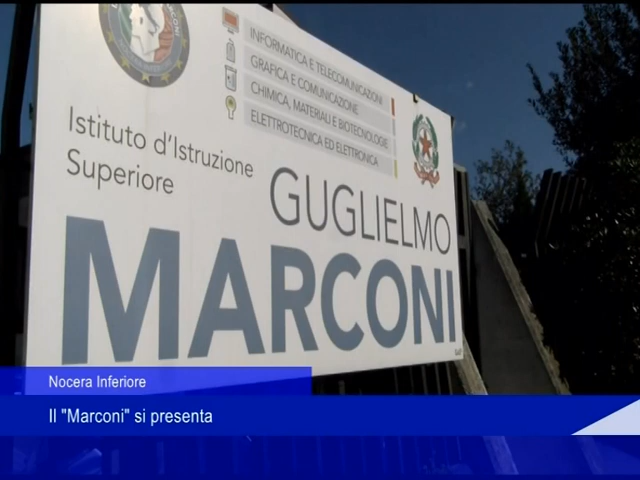 MARCONI
INFORMATICA E TELECOMUNICAZIONI
GRAFICA E COMUNICAZIONE
CHIMICA, MATERIALI E BIOTECNOLOGIE
ELETTROTECNICA ED ELETTRONICA
Istituto d'Istruzione
Superiore
GUGLIELMO
MARCONI
Nocera Inferiore
Il "Marconi" si presenta